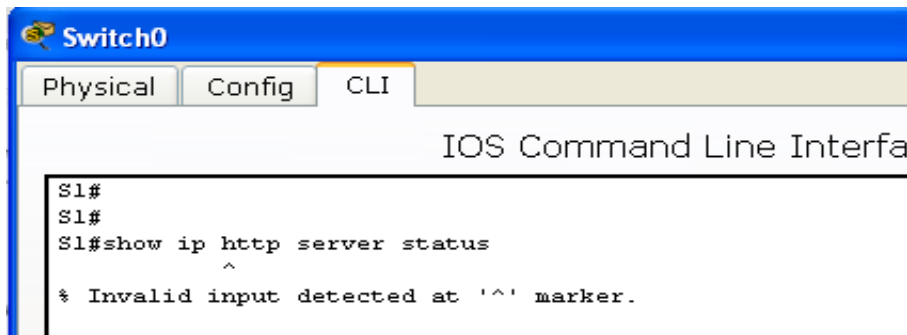 Switch0
Physical Config CLI
IOS Command Line Interfa
S1#
S1#
S1#show ip http server status
^
% Invalid input detected at '^' marker.